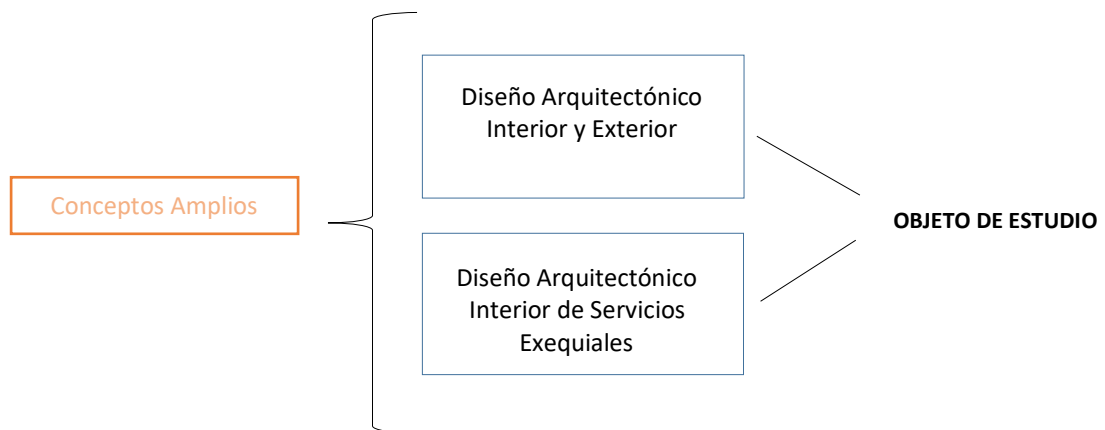 Diseño Arquitectónico
Interior y Exterior
Conceptos Amplios
OBJETO DE ESTUDIO
Diseño Arquitectónico
Interior de Servicios
Exequiales